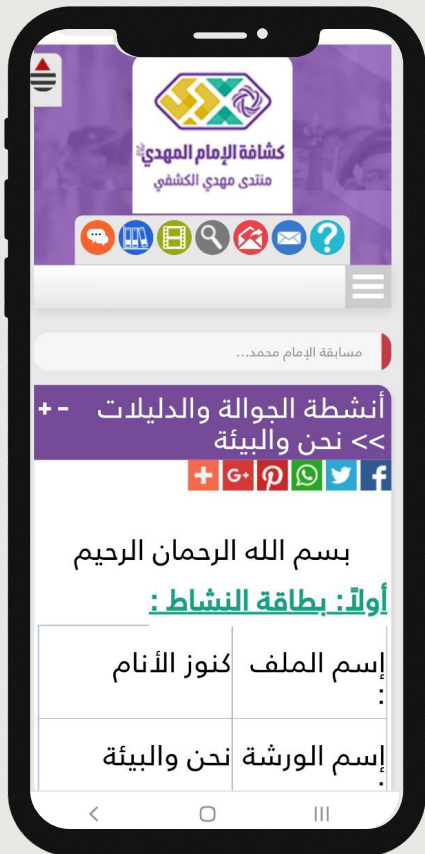 كشافة الإمام المهدي
منتدى مهدي الكشفي
مسابقة الإمام محمد...
أنشطة الجوالة والدليلات - +
>> نحن والبيئة
بسم الله الرحمان الرحيم
أولاً: بطاقة النشاط :
إسم الملف : كنوز الأنام
إسم الورشة : نحن والبيئة